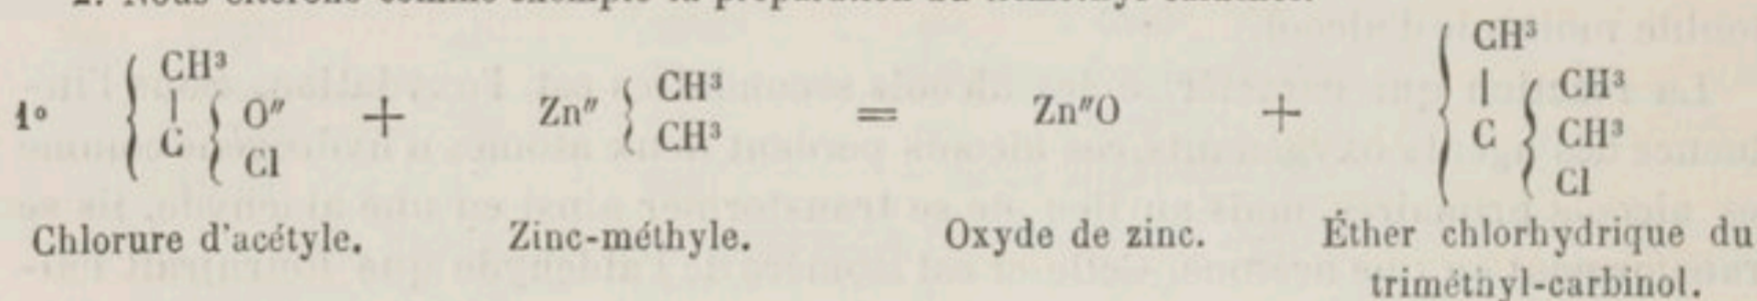 CH³
CH³
1° | O″ + Zn″ CH³ = Zn″O + | CH³
C Cl CH³ C CH³
Cl
Chlorure d'acétyle. Zinc-méthyle. Oxyde de zinc. Éther chlorhydrique du
triméthyl-carbinol.